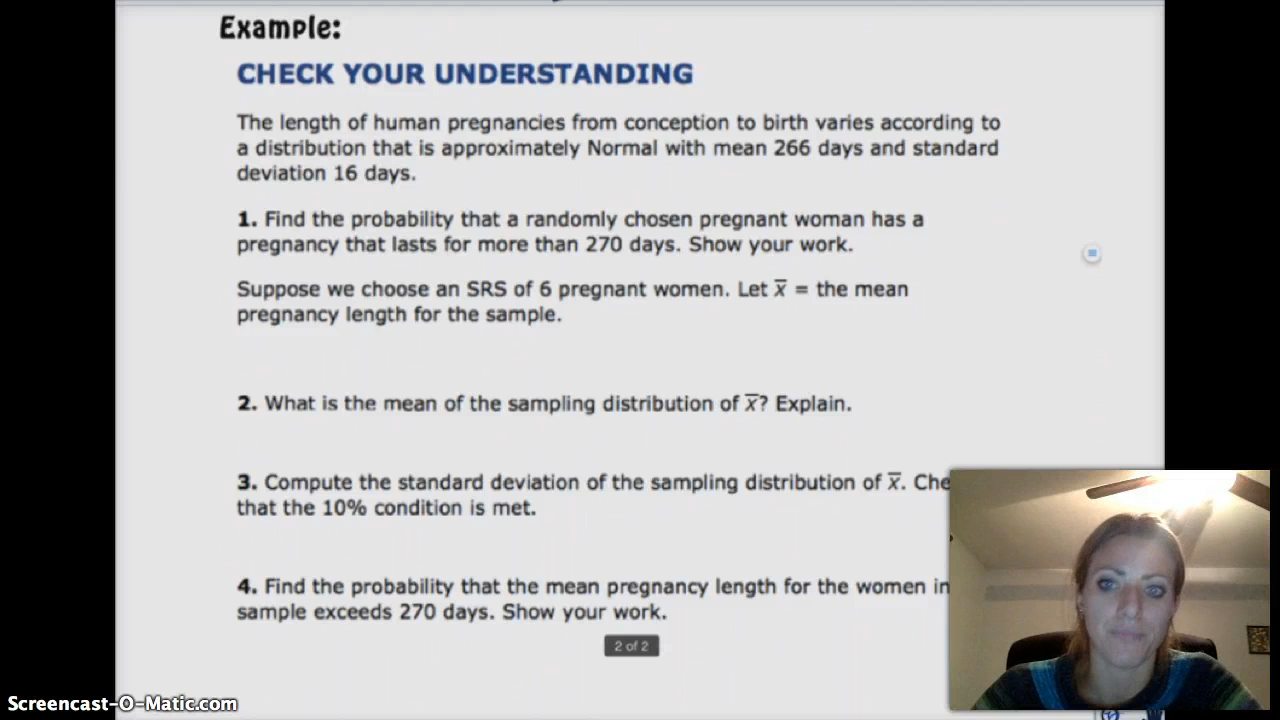 Example:
CHECK YOUR UNDERSTANDING
The length of human pregnancies from conception to birth varies according to
a distribution that is approximately Normal with mean 266 days and standard
deviation 16 days.
1. Find the probability that a randomly chosen pregnant woman has a
pregnancy that lasts for more than 270 days. Show your work.
Suppose we choose an SRS of 6 pregnant women. Let x̅ = the mean
pregnancy length for the sample.
2. What is the mean of the sampling distribution of x̅? Explain.
3. Compute the standard deviation of the sampling distribution of x̅. Che
that the 10% condition is met.
4. Find the probability that the mean pregnancy length for the women in
sample exceeds 270 days. Show your work.
2 of 2
Screencast-O-Matic.com